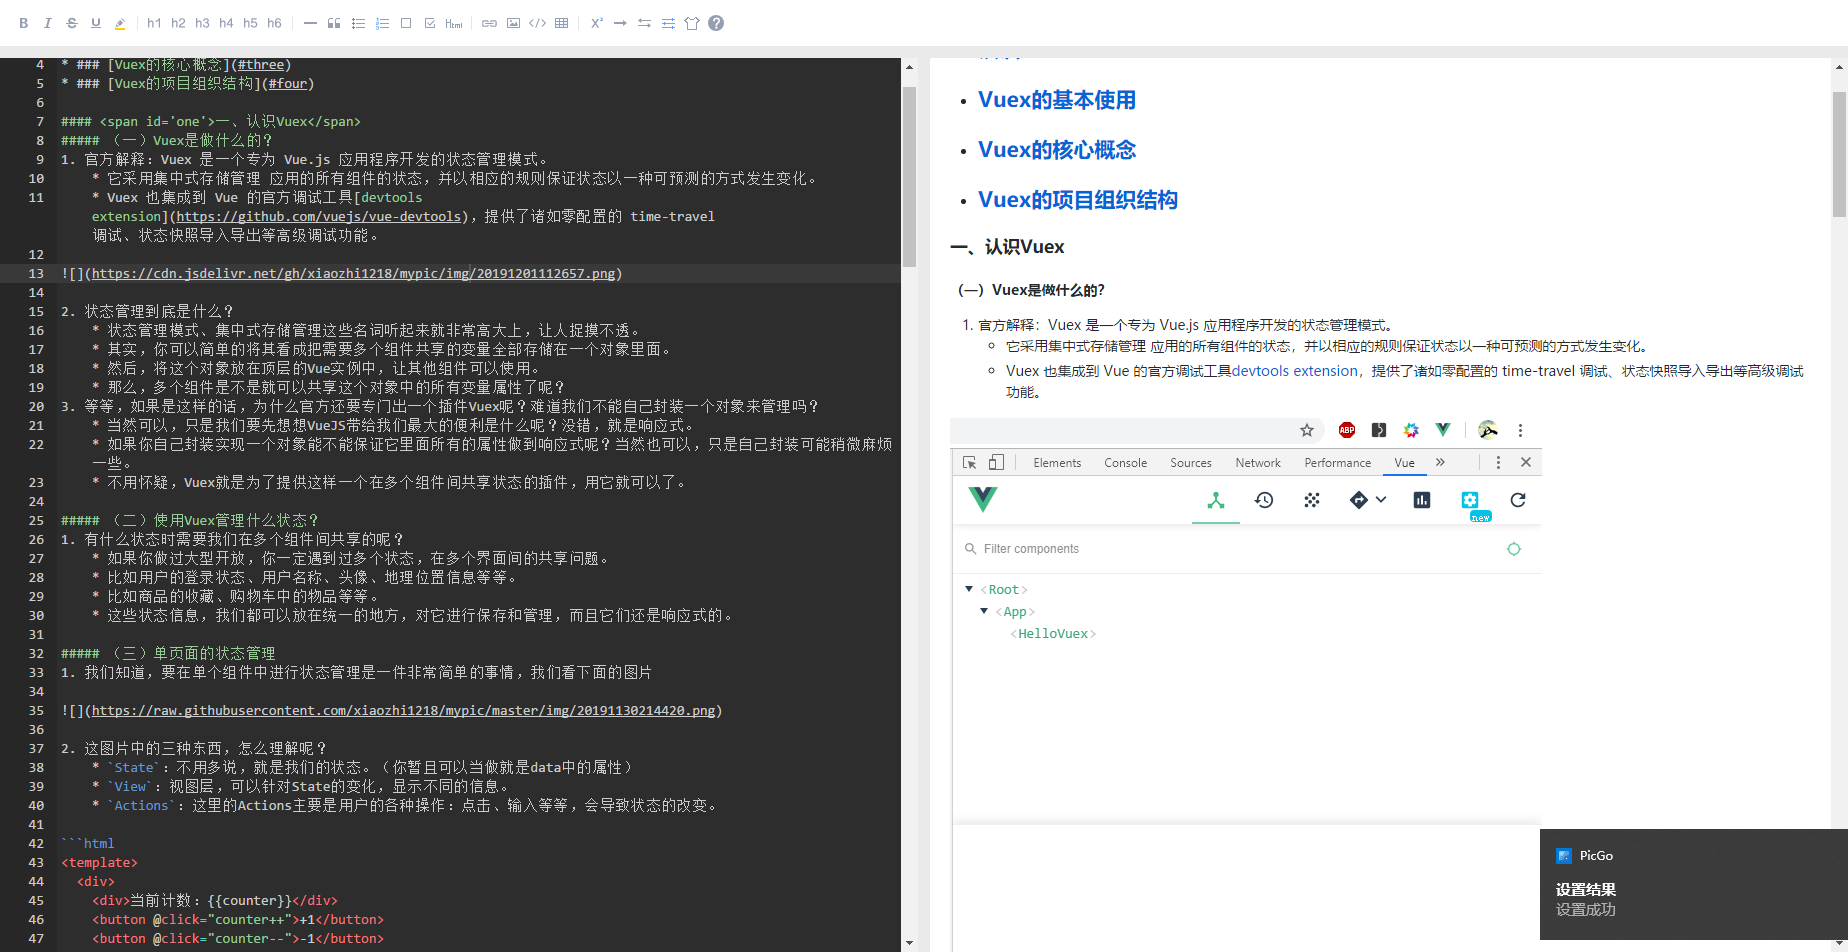 B I S U h1 h2 h3 h4 h5 h6 Html X²
4 * ### [Vuex的核心概念](#three)
5 * ### [Vuex的项目组织结构](#four)
6
7 #### <span id='one'>一、认识Vuex</span>
8 ##### （一）Vuex是做什么的？
9 1. 官方解释：Vuex 是一个专为 Vue.js 应用程序开发的状态管理模式。
10 * 它采用集中式存储管理 应用的所有组件的状态，并以相应的规则保证状态以一种可预测的方式发生变化。
11 * Vuex 也集成到 Vue 的官方调试工具[devtools
extension](https://github.com/vuejs/vue-devtools)，提供了诸如零配置的 time-travel
调试、状态快照导入导出等高级调试功能。
12
13 ![](https://cdn.jsdelivr.net/gh/xiaozhi1218/mypic/img/20191201112657.png)
14
15 2. 状态管理到底是什么？
16 * 状态管理模式、集中式存储管理这些名词听起来就非常高大上，让人捉摸不透。
17 * 其实，你可以简单的将其看成把需要多个组件共享的变量全部存储在一个对象里面。
18 * 然后，将这个对象放在顶层的Vue实例中，让其他组件可以使用。
19 * 那么，多个组件是不是就可以共享这个对象中的所有变量属性了呢？
20 3. 等等，如果是这样的话，为什么官方还要专门出一个插件Vuex呢？难道我们不能自己封装一个对象来管理吗？
21 * 当然可以，只是我们要先想想VueJS带给我们最大的便利是什么呢？没错，就是响应式。
22 * 如果你自己封装实现一个对象能不能保证它里面所有的属性做到响应式呢？当然也可以，只是自己封装可能稍微麻烦
一些。
23 * 不用怀疑，Vuex就是为了提供这样一个在多个组件间共享状态的插件，用它就可以了。
24
25 ##### （二）使用Vuex管理什么状态？
26 1. 有什么状态时需要我们在多个组件间共享的呢？
27 * 如果你做过大型开放，你一定遇到过多个状态，在多个界面间的共享问题。
28 * 比如用户的登录状态、用户名称、头像、地理位置信息等等。
29 * 比如商品的收藏、购物车中的物品等等。
30 * 这些状态信息，我们都可以放在统一的地方，对它进行保存和管理，而且它们还是响应式的。
31
32 ##### （三）单页面的状态管理
33 1. 我们知道，要在单个组件中进行状态管理是一件非常简单的事情，我们看下面的图片
34
35 ![](https://raw.githubusercontent.com/xiaozhi1218/mypic/master/img/20191130214420.png)
36
37 2. 这图片中的三种东西，怎么理解呢？
38 * `State`：不用多说，就是我们的状态。（你暂且可以当做就是data中的属性）
39 * `View`：视图层，可以针对State的变化，显示不同的信息。
40 * `Actions`：这里的Actions主要是用户的各种操作：点击、输入等等，会导致状态的改变。
41
42 ```html
43 <template>
44 <div>
45 <div>当前计数：{{counter}}</div>
46 <button @click="counter++">+1</button>
47 <button @click="counter--">-1</button>
• Vuex的基本使用
• Vuex的核心概念
• Vuex的项目组织结构
一、认识Vuex
（一）Vuex是做什么的？
1. 官方解释：Vuex 是一个专为 Vue.js 应用程序开发的状态管理模式。
它采用集中式存储管理 应用的所有组件的状态，并以相应的规则保证状态以一种可预测的方式发生变化。
Vuex 也集成到 Vue 的官方调试工具devtools extension，提供了诸如零配置的 time-travel 调试、状态快照导入导出等高级调试
功能。
ABP
Elements Console Sources Network Performance Vue »
new
Filter components
<Root>
<App>
<HelloVuex>
PicGo
设置结果
设置成功